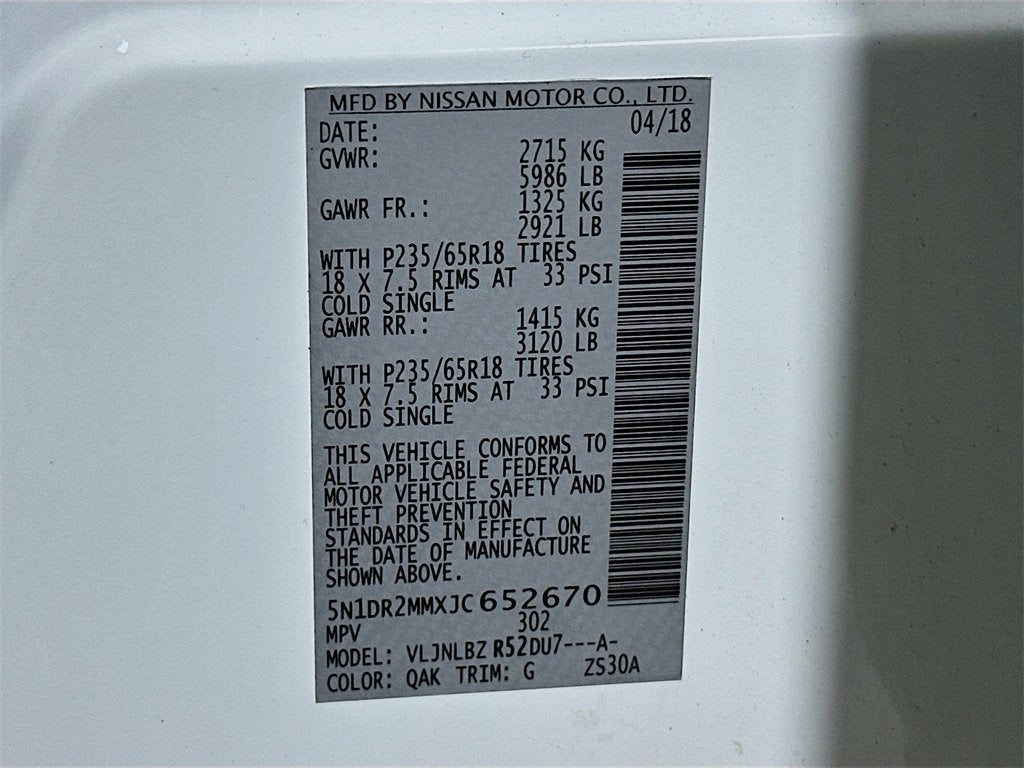 MFD BY NISSAN MOTOR CO., LTD.
DATE: 04/18
GVWR: 2715 KG
5986 LB
GAWR FR.: 1325 KG
2921 LB
WITH P235/65R18 TIRES
18 X 7.5 RIMS AT 33 PSI
COLD SINGLE
GAWR RR.: 1415 KG
3120 LB
WITH P235/65R18 TIRES
18 X 7.5 RIMS AT 33 PSI
COLD SINGLE
THIS VEHICLE CONFORMS TO
ALL APPLICABLE FEDERAL
MOTOR VEHICLE SAFETY AND
THEFT PREVENTION
STANDARDS IN EFFECT ON
THE DATE OF MANUFACTURE
SHOWN ABOVE.
5N1DR2MMXJC652670
MPV 302
MODEL: VLJNLBZ R52DU7---A-
COLOR: QAK TRIM: G ZS30A